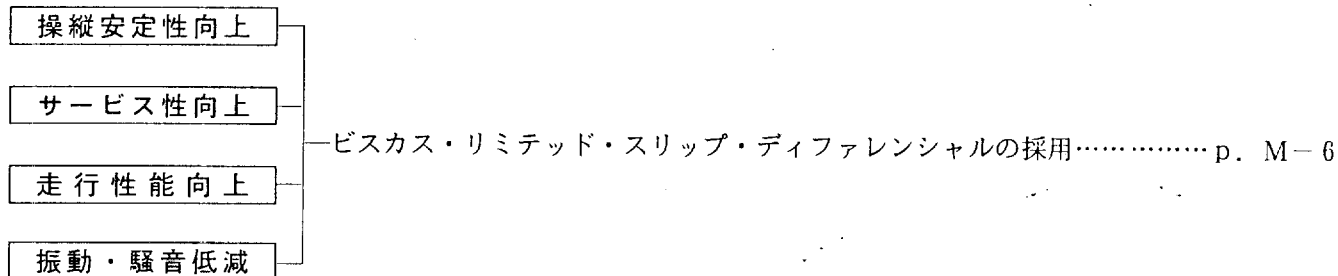 操縦安定性向上
サービス性向上
ビスカス・リミテッド・スリップ・ディファレンシャルの採用……………p. M-6
走行性能向上
振動・騒音低減